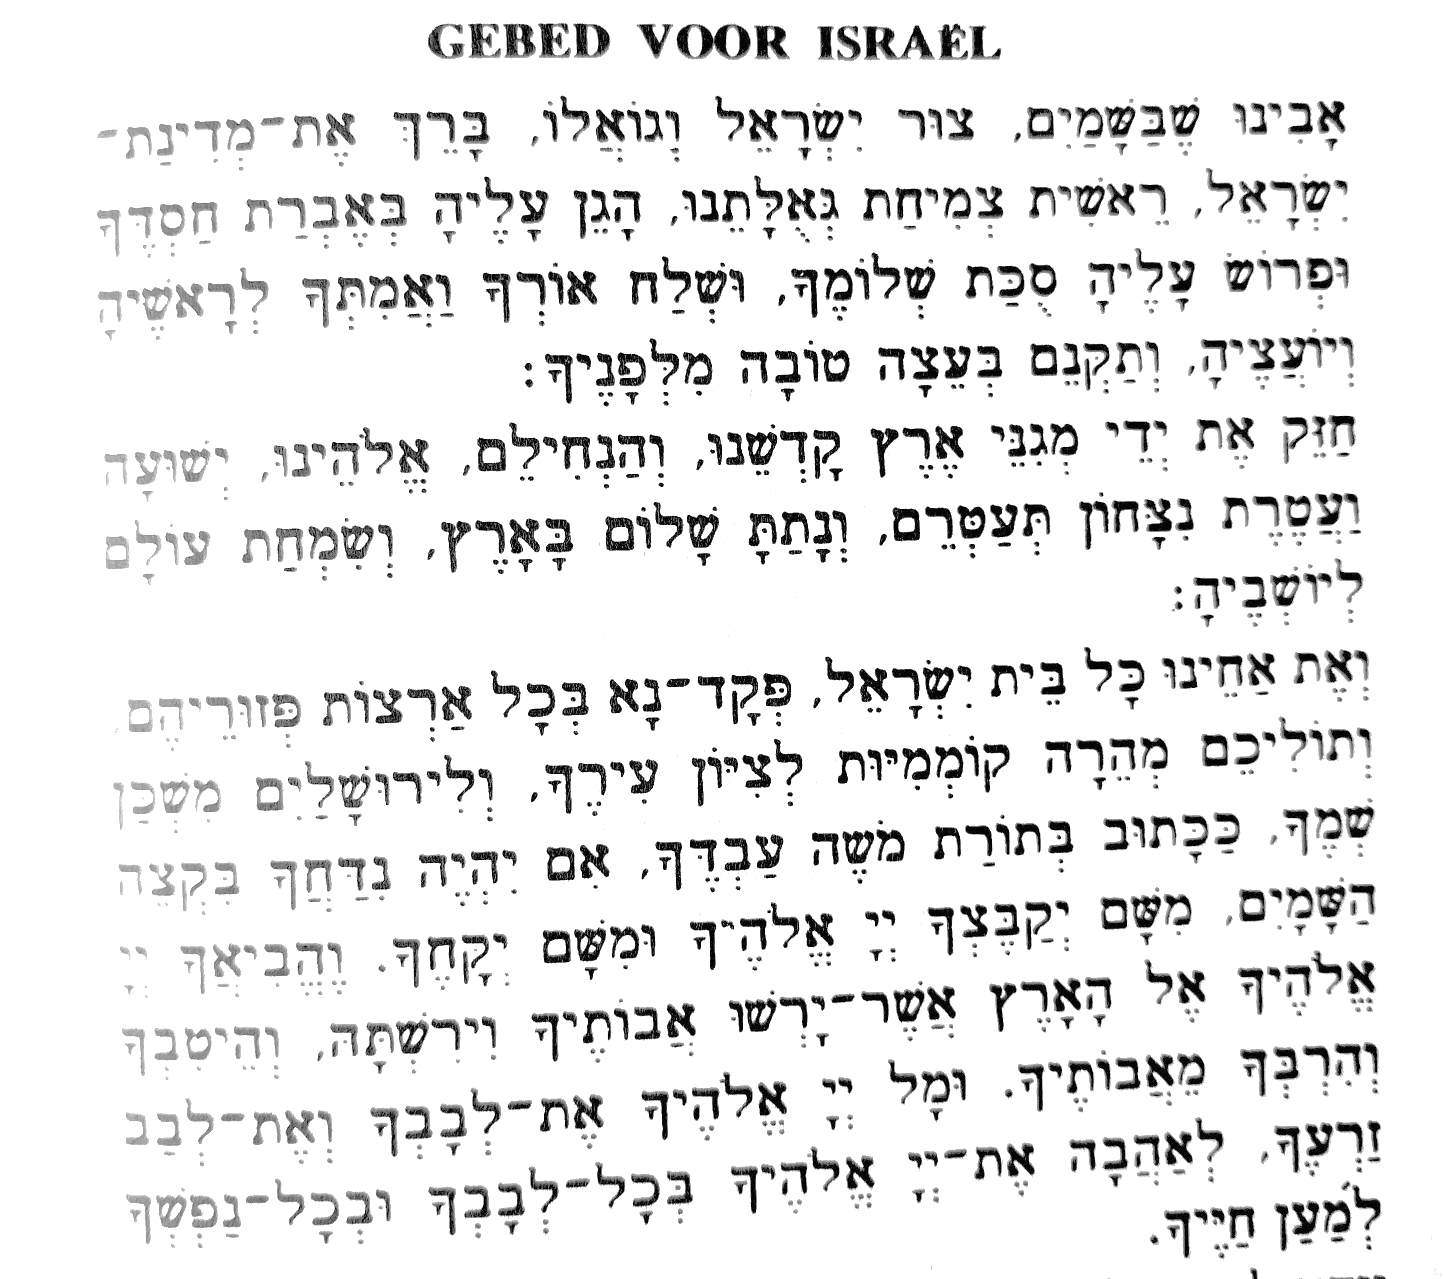 GEBED VOOR ISRAËL
אָבִינוּ שֶׁבַּשָּׁמַיִם, צוּר יִשְׂרָאֵל וְגוֹאֲלוֹ, בָּרֵךְ אֶת־מְדִינַת־
יִשְׂרָאֵל, רֵאשִׁית צְמִיחַת גְּאֻלָּתֵנוּ, הָגֵן עָלֶיהָ בְּאֶבְרַת חַסְדֶּךָ
וּפְרוֹשׂ עָלֶיהָ סֻכַּת שְׁלוֹמֶךָ, וּשְׁלַח אוֹרְךָ וַאֲמִתְּךָ לְרָאשֶׁיהָ
וְיוֹעֲצֶיהָ, וְתַקְּנֵם בְּעֵצָה טוֹבָה מִלְּפָנֶיךָ:
חַזֵּק אֶת יְדֵי מְגִנֵּי אֶרֶץ קָדְשֵׁנוּ, וְהַנְחִילֵם, אֱלֹהֵינוּ, יְשׁוּעָה
וַעֲטֶרֶת נִצָּחוֹן תְּעַטְּרֵם, וְנָתַתָּ שָׁלוֹם בָּאָרֶץ, וְשִׂמְחַת עוֹלָם
לְיוֹשְׁבֶיהָ:
וְאֶת אַחֵינוּ כָּל בֵּית יִשְׂרָאֵל, פְּקָד־נָא בְּכָל אַרְצוֹת פְּזוּרֵיהֶם,
וְתוֹלִיכֵם מְהֵרָה קוֹמְמִיּוּת לְצִיּוֹן עִירֶךָ, וְלִירוּשָׁלַיִם מִשְׁכַּן
שְׁמֶךָ, כַּכָּתוּב בְּתוֹרַת מֹשֶׁה עַבְדֶּךָ, אִם יִהְיֶה נִדַּחֲךָ בִּקְצֵה
הַשָּׁמָיִם, מִשָּׁם יְקַבֶּצְךָ יְיָ אֱלֹהֶיךָ וּמִשָּׁם יְקָּחֶךָ. וֶהֱבִיאֲךָ יְיָ
אֱלֹהֶיךָ אֶל הָאָרֶץ אֲשֶׁר־יָרְשׁוּ אֲבוֹתֶיךָ וִירִשְׁתָּהּ, וְהֵיטִבְךָ
וְהִרְבְּךָ מֵאֲבוֹתֶיךָ. וּמָל יְיָ אֱלֹהֶיךָ אֶת־לְבָבְךָ וְאֶת־לְבַב
זַרְעֶךָ, לְאַהֲבָה אֶת־יְיָ אֱלֹהֶיךָ בְּכָל־לְבָבְךָ וּבְכָל־נַפְשְׁךָ
לְמַעַן חַיֶּיךָ.